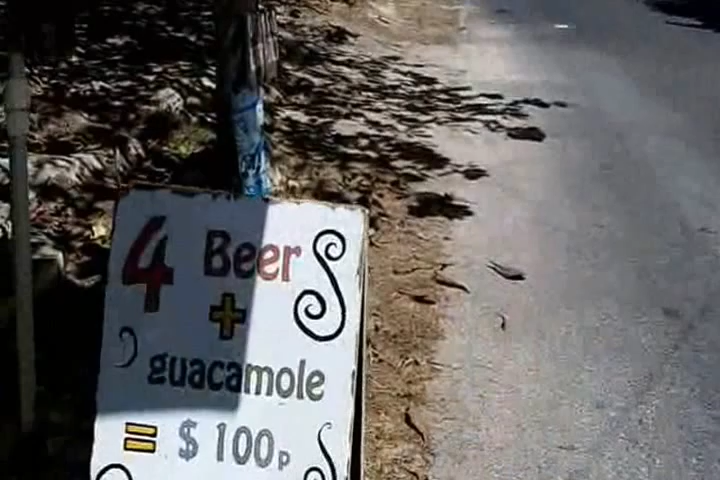 4 Beer
+
guacamole
= $ 100p